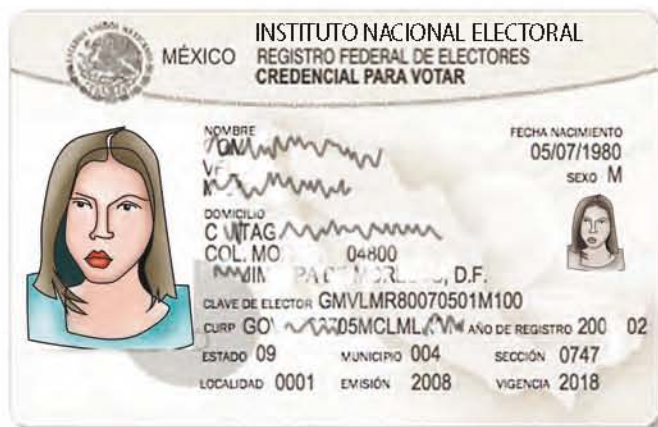 INSTITUTO NACIONAL ELECTORAL
MÉXICO REGISTRO FEDERAL DE ELECTORES
CREDENCIAL PARA VOTAR
NOMBRE
FECHA NACIMIENTO
05/07/1980
SEXO M
DOMICILIO
COL. MO 04800
D.F.
CLAVE DE ELECTOR GMVLMR80070501M100
CURP AÑO DE REGISTRO 200 02
ESTADO 09 MUNICIPIO 004 SECCIÓN 0747
LOCALIDAD 0001 EMISIÓN 2008 VIGENCIA 2018